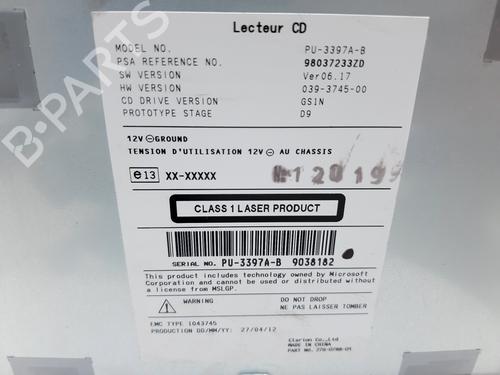 Lecteur CD
MODEL NO. PU-3397A-B
PSA REFERENCE NO. 98037233ZD
SW VERSION Ver06.17
HW VERSION 039-3745-00
CD DRIVE VERSION GS1N
PROTOTYPE STAGE D9
12V⊖GROUND
TENSION D'UTILISATION 12V⊖ AU CHASSIS
e13 XX-XXXXX
120199
CLASS 1 LASER PRODUCT
SERIAL NO. PU-3397A-B 9038182
This product includes technology owned by Microsoft
Corporation and cannot be used or distributed without
a license from MSLGP.
WARNING DO NOT DROP
NE PAS LAISSER TOMBER
EMC TYPE 1043745
PRODUCTION DD/MM/YY: 27/04/12
Clarion Co.,Ltd
MADE IN CHINA
PART NO.
B-PARTS